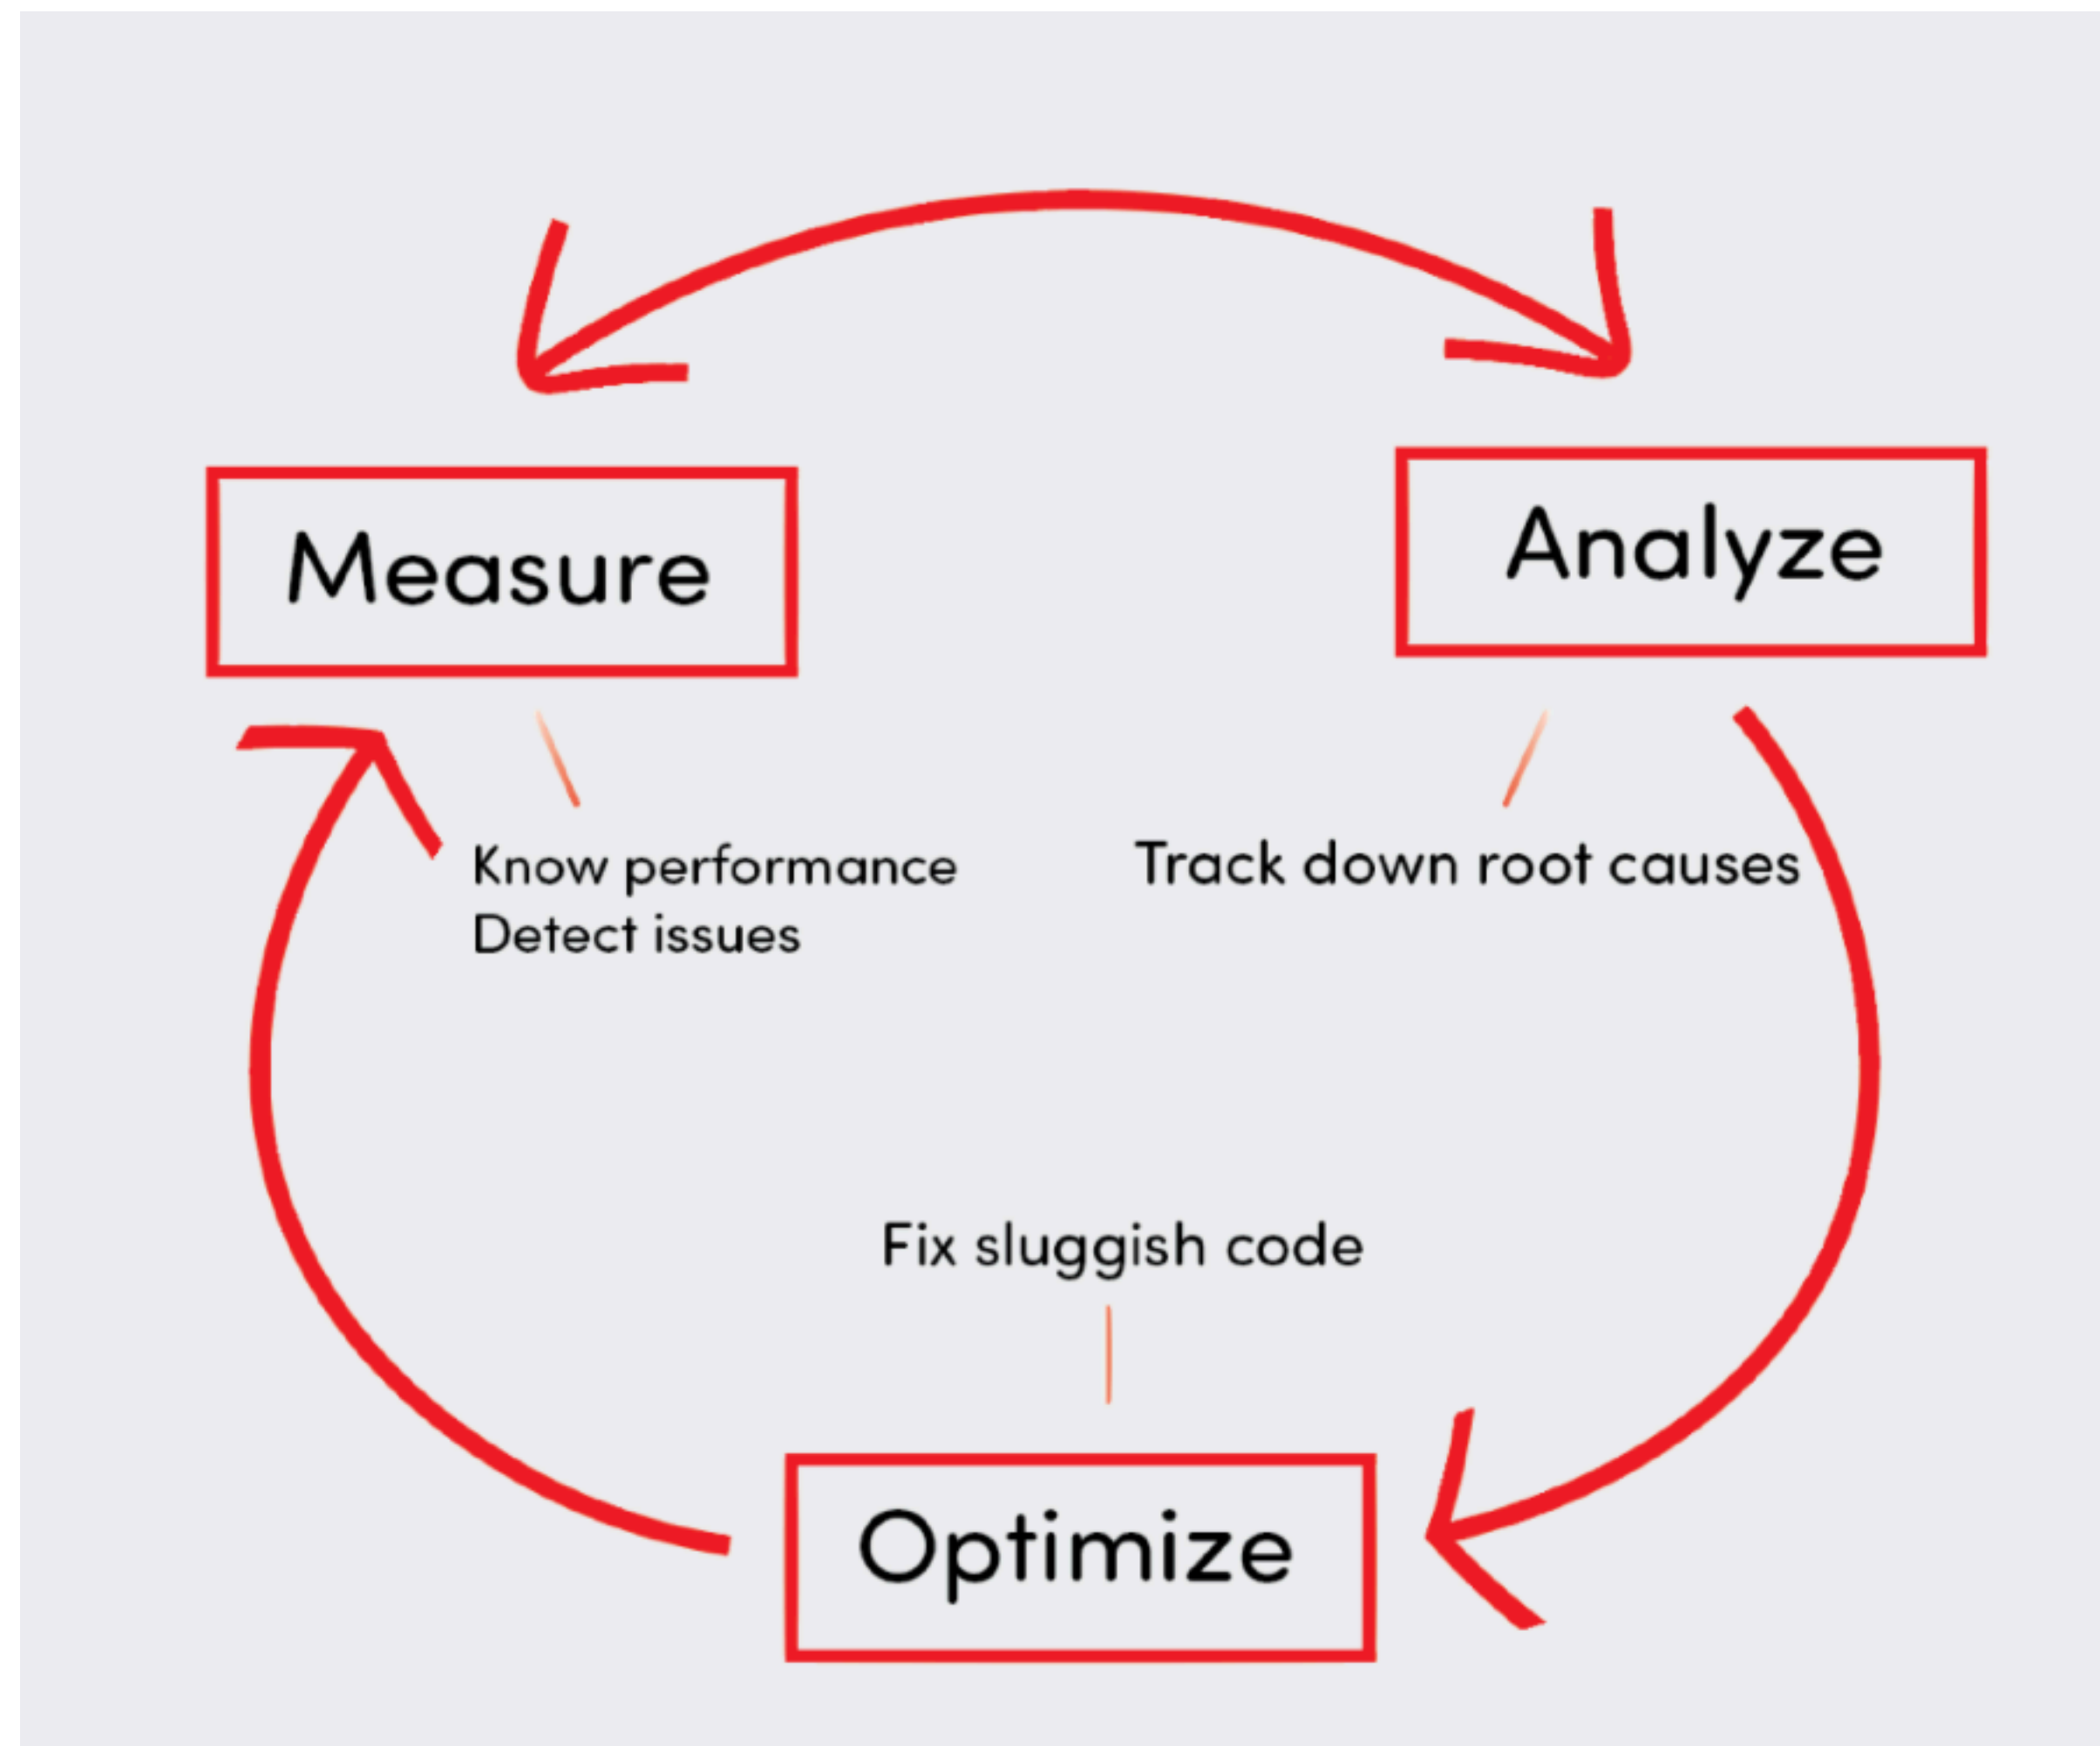 Measure
Analyze
Know performance
Detect issues
Track down root causes
Fix sluggish code
Optimize